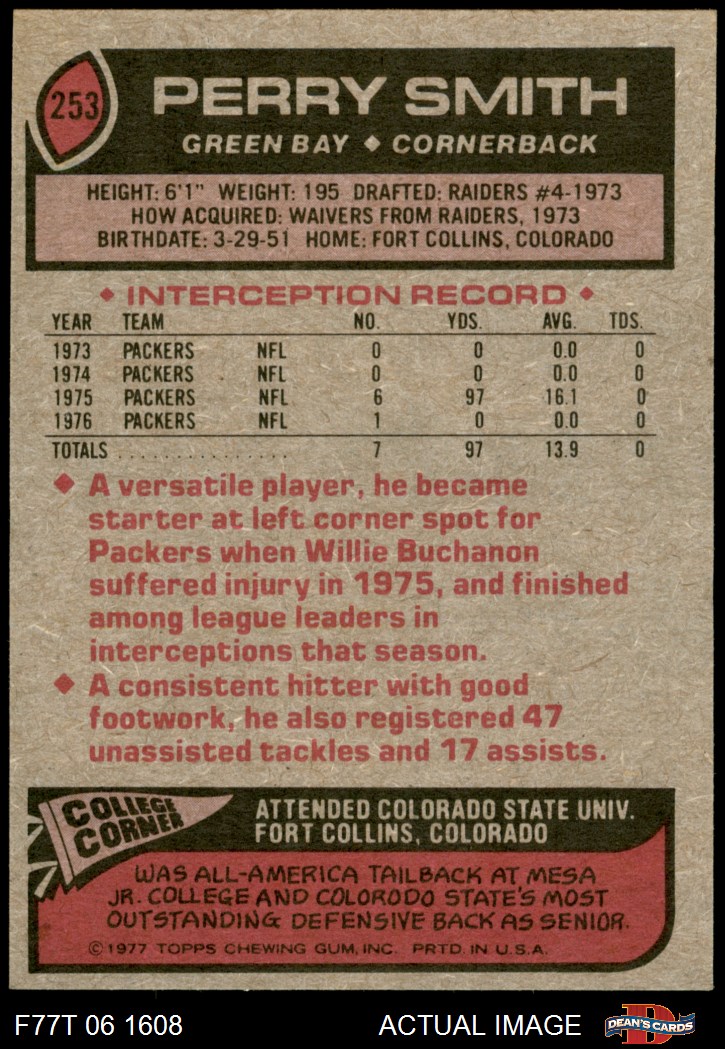 253
PERRY SMITH
GREEN BAY ◆ CORNERBACK
HEIGHT: 6'1" WEIGHT: 195 DRAFTED: RAIDERS #4-1973
HOW ACQUIRED: WAIVERS FROM RAIDERS, 1973
BIRTHDATE: 3-29-51 HOME: FORT COLLINS, COLORADO
◆ INTERCEPTION RECORD ◆
YEAR TEAM NO. YDS. AVG. TDS.
1973 PACKERS NFL 0 0 0.0 0
1974 PACKERS NFL 0 0 0.0 0
1975 PACKERS NFL 6 97 16.1 0
1976 PACKERS NFL 1 0 0.0 0
TOTALS . . . . . . . . . . . . . . . 7 97 13.9 0
◆ A versatile player, he became
starter at left corner spot for
Packers when Willie Buchanon
suffered injury in 1975, and finished
among league leaders in
interceptions that season.
◆ A consistent hitter with good
footwork, he also registered 47
unassisted tackles and 17 assists.
COLLEGE
CORNER
ATTENDED COLORADO STATE UNIV.
FORT COLLINS, COLORADO
WAS ALL-AMERICA TAILBACK AT MESA
JR. COLLEGE AND COLORODO STATE'S MOST
OUTSTANDING DEFENSIVE BACK AS SENIOR.
© 1977 TOPPS CHEWING GUM, INC. PRTD. IN U.S.A.
F77T 06 1608 ACTUAL IMAGE
D
DEAN'S CARDS